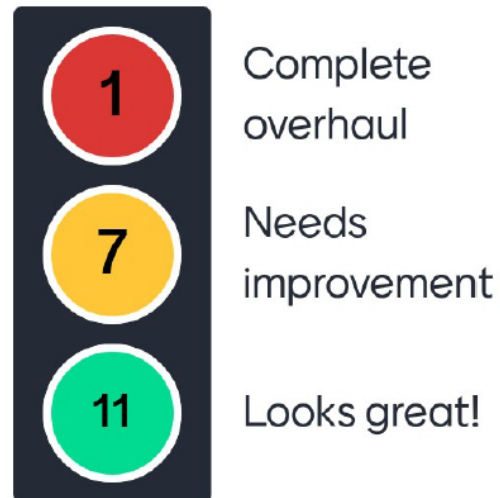 1
Complete
overhaul
7
Needs
improvement
11
Looks great!